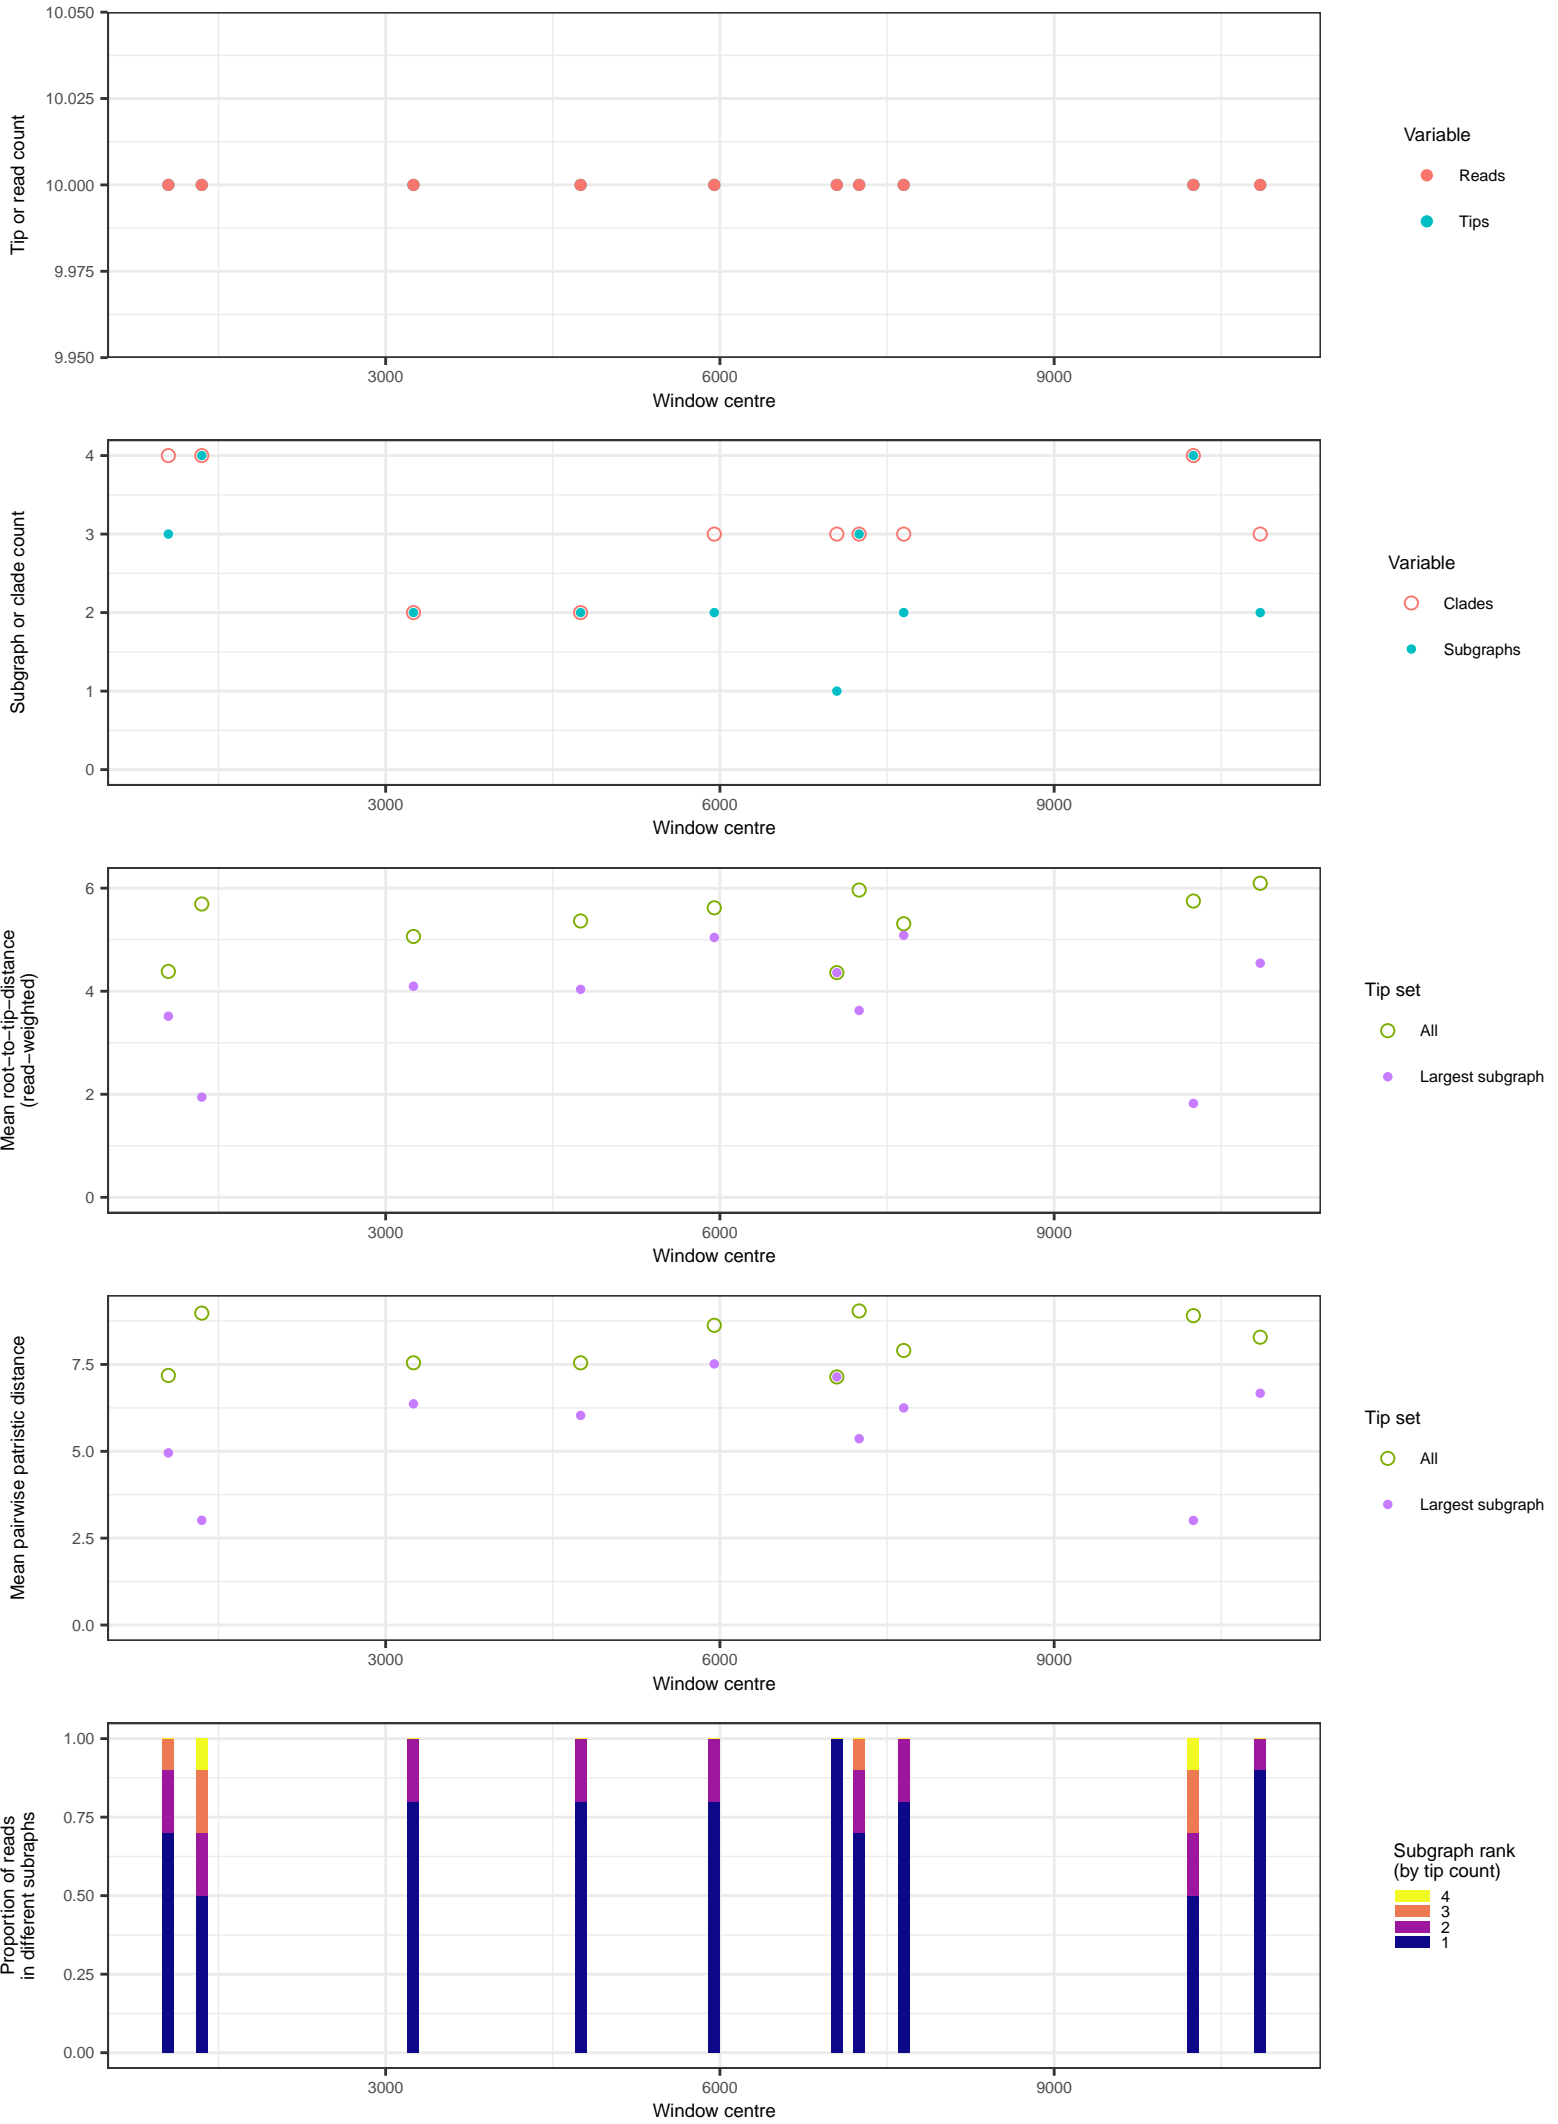 10.050
10.025
10.000
9.975
9.950
Tip or read count
3000
6000
9000
Window centre
Variable
Reads
Tips
4
3
2
1
0
Subgraph or clade count
3000
6000
9000
Window centre
Variable
Clades
Subgraphs
6
4
2
0
Mean root−to−tip−distance
(read−weighted)
3000
6000
9000
Window centre
Tip set
All
Largest subgraph
7.5
5.0
2.5
0.0
Mean pairwise patristic distance
3000
6000
9000
Window centre
Tip set
All
Largest subgraph
1.00
0.75
0.50
0.25
0.00
Proportion of reads
in different subraphs
3000
6000
9000
Window centre
Subgraph rank
(by tip count)
4
3
2
1